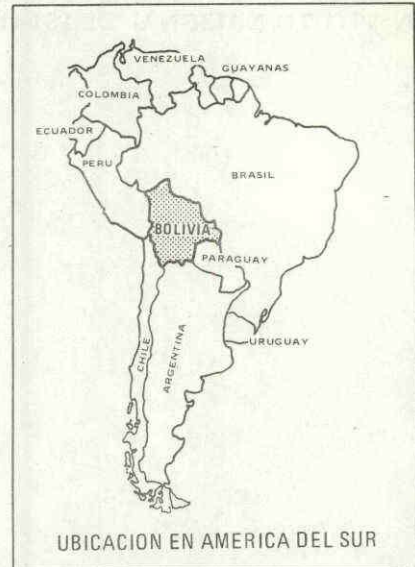 VENEZUELA
GUAYANAS
COLOMBIA
ECUADOR
PERU
BRASIL
BOLIVIA
PARAGUAY
CHILE
ARGENTINA
URUGUAY
UBICACION EN AMERICA DEL SUR